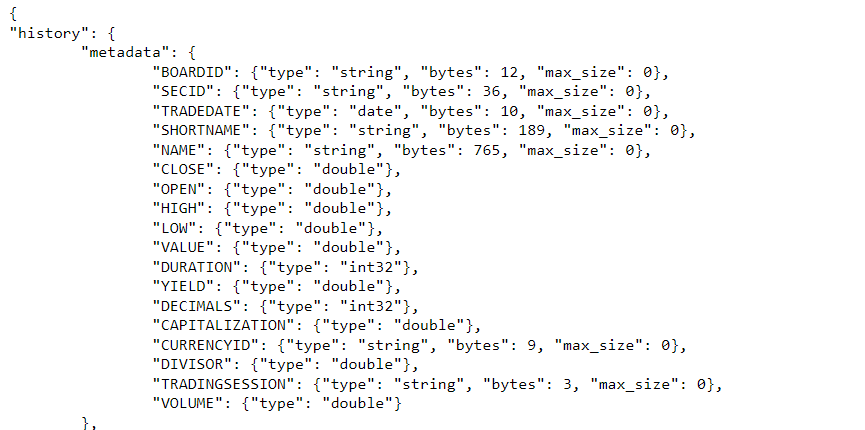 {
"history": {
"metadata": {
"BOARDID": {"type": "string", "bytes": 12, "max_size": 0},
"SECID": {"type": "string", "bytes": 36, "max_size": 0},
"TRADEDATE": {"type": "date", "bytes": 10, "max_size": 0},
"SHORTNAME": {"type": "string", "bytes": 189, "max_size": 0},
"NAME": {"type": "string", "bytes": 765, "max_size": 0},
"CLOSE": {"type": "double"},
"OPEN": {"type": "double"},
"HIGH": {"type": "double"},
"LOW": {"type": "double"},
"VALUE": {"type": "double"},
"DURATION": {"type": "int32"},
"YIELD": {"type": "double"},
"DECIMALS": {"type": "int32"},
"CAPITALIZATION": {"type": "double"},
"CURRENCYID": {"type": "string", "bytes": 9, "max_size": 0},
"DIVISOR": {"type": "double"},
"TRADINGSESSION": {"type": "string", "bytes": 3, "max_size": 0},
"VOLUME": {"type": "double"}
},